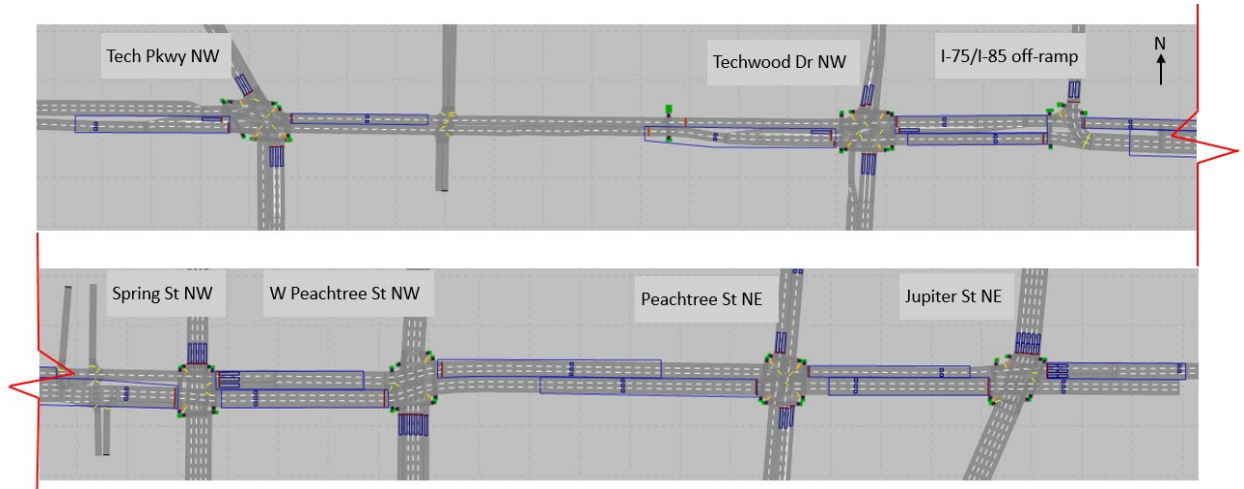 Tech Pkwy NW
Techwood Dr NW
I-75/I-85 off-ramp
N
Spring St NW
W Peachtree St NW
Peachtree St NE
Jupiter St NE